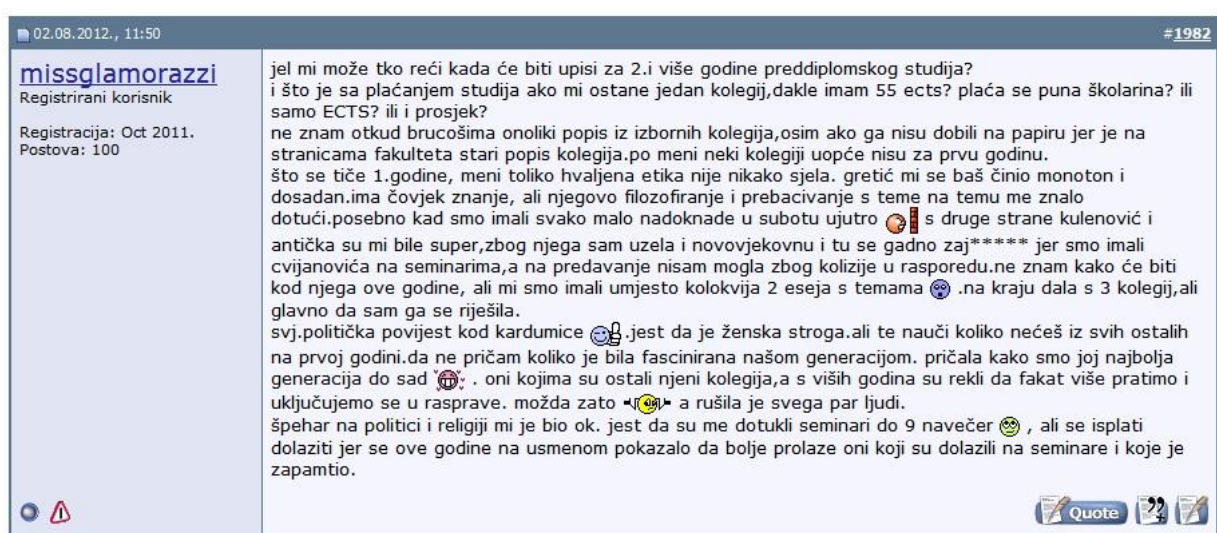 02.08.2012., 11:50
#1982
missglamorazzi
Registrirani korisnik
Registracija: Oct 2011.
Postova: 100
jel mi može tko reći kada će biti upisi za 2.i više godine preddiplomskog studija?
i što je sa plaćanjem studija ako mi ostane jedan kolegij,dakle imam 55 ects? plaća se puna školarina? ili
samo ECTS? ili i prosjek?
ne znam otkud brucošima onoliki popis iz izbornih kolegija,osim ako ga nisu dobili na papiru jer je na
stranicama fakulteta stari popis kolegija.po meni neki kolegiji uopće nisu za prvu godinu.
što se tiče 1.godine, meni toliko hvaljena etika nije nikako sjela. gretić mi se baš činio monoton i
dosadan.ima čovjek znanje, ali njegovo filozofiranje i prebacivanje s teme na temu me znalo
dotući.posebno kad smo imali svako malo nadoknade u subotu ujutro s druge strane kulenović i
antička su mi bile super,zbog njega sam uzela i novovjekovnu i tu se gadno zaj***** jer smo imali
cvijanovića na seminarima,a na predavanje nisam mogla zbog kolizije u rasporedu.ne znam kako će biti
kod njega ove godine, ali mi smo imali umjesto kolokvija 2 eseja s temama .na kraju dala s 3 kolegij,ali
glavno da sam ga se riješila.
svj.politička povijest kod kardumice .jest da je ženska stroga.ali te nauči koliko nećeš iz svih ostalih
na prvoj godini.da ne pričam koliko je bila fascinirana našom generacijom. pričala kako smo joj najbolja
generacija do sad . oni kojima su ostali njeni kolegija,a s viših godina su rekli da fakat više pratimo i
uključujemo se u rasprave. možda zato a rušila je svega par ljudi.
špehar na politici i religiji mi je bio ok. jest da su me dotukli seminari do 9 navečer , ali se isplati
dolaziti jer se ove godine na usmenom pokazalo da bolje prolaze oni koji su dolazili na seminare i koje je
zapamtio.
Quote